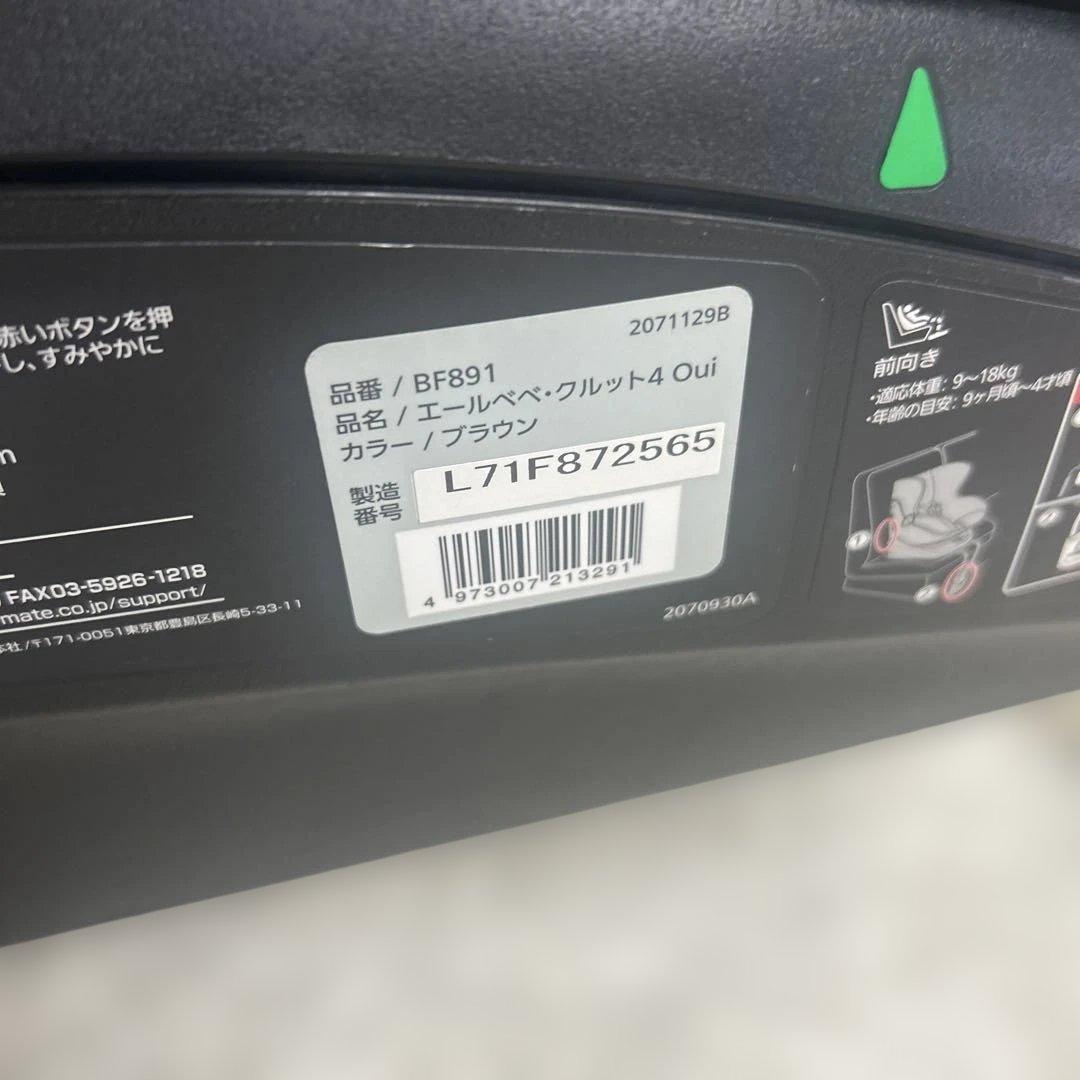 赤いボタンを押
し、すみやかに
FAX03-5926-1218
mate.co.jp/support/
本社/〒171-0051東京都豊島区長崎5-33-11
2071129B
品番 / BF891
品名 / エールベベ・クルット4 Oui
カラー / ブラウン
製造
番号
L71F872565
4 973007 213291
2070930A
前向き
・適応体重：9〜18kg
・年齢の目安：9ヶ月頃〜4才頃
1
2